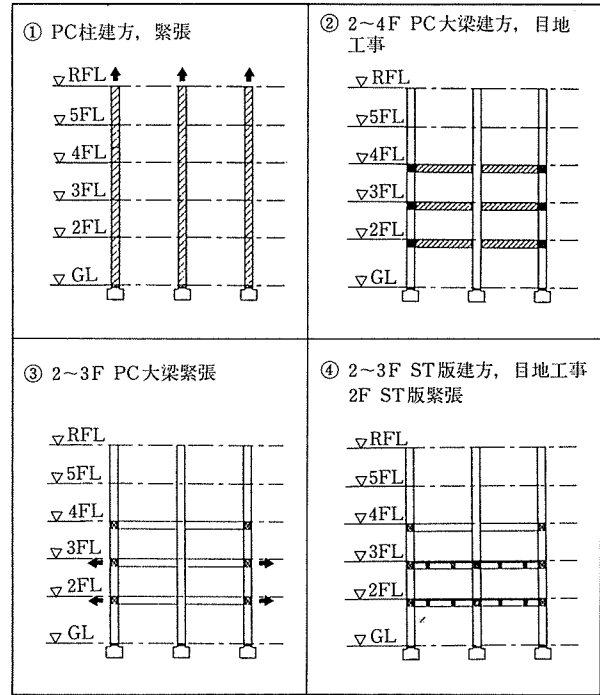 ① PC柱建方，緊張
▽RFL
▽5FL
▽4FL
▽3FL
▽2FL
▽GL
② 2～4F PC大梁建方，目地
工事
▽RFL
▽5FL
▽4FL
▽3FL
▽2FL
▽GL
③ 2～3F PC大梁緊張
▽RFL
▽5FL
▽4FL
▽3FL
▽2FL
▽GL
④ 2～3F ST版建方，目地工事
2F ST版緊張
▽RFL
▽5FL
▽4FL
▽3FL
▽2FL
▽GL